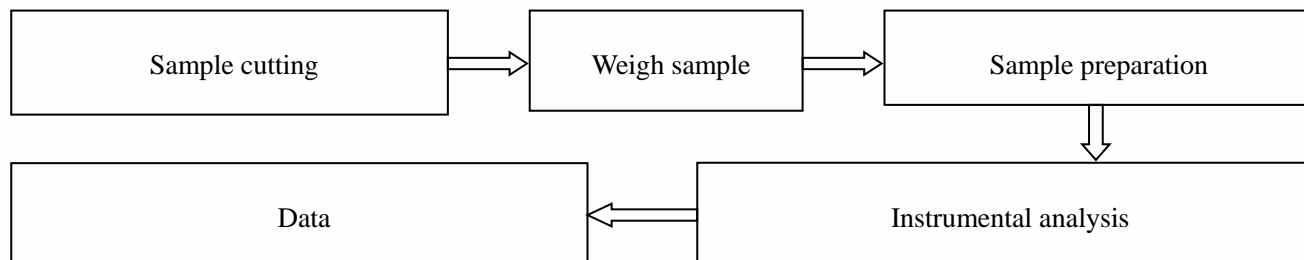 Sample cutting
Weigh sample
Sample preparation
Instrumental analysis
Data